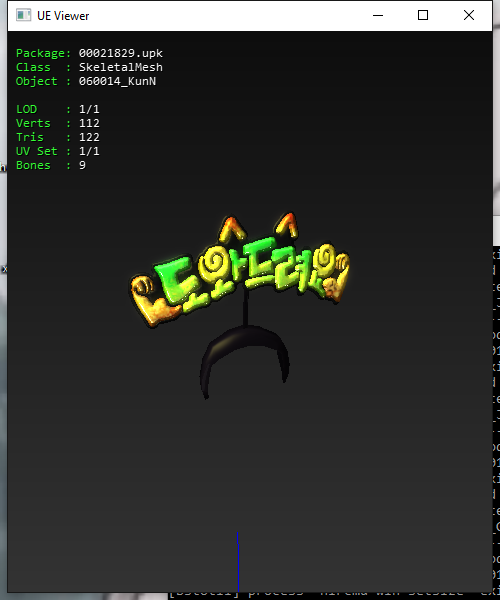 UE Viewer
Package: 00021829.upk
Class : SkeletalMesh
Object : 060014_KunN
LOD : 1/1
Verts : 112
Tris : 122
UV Set : 1/1
Bones : 9
도와드려요